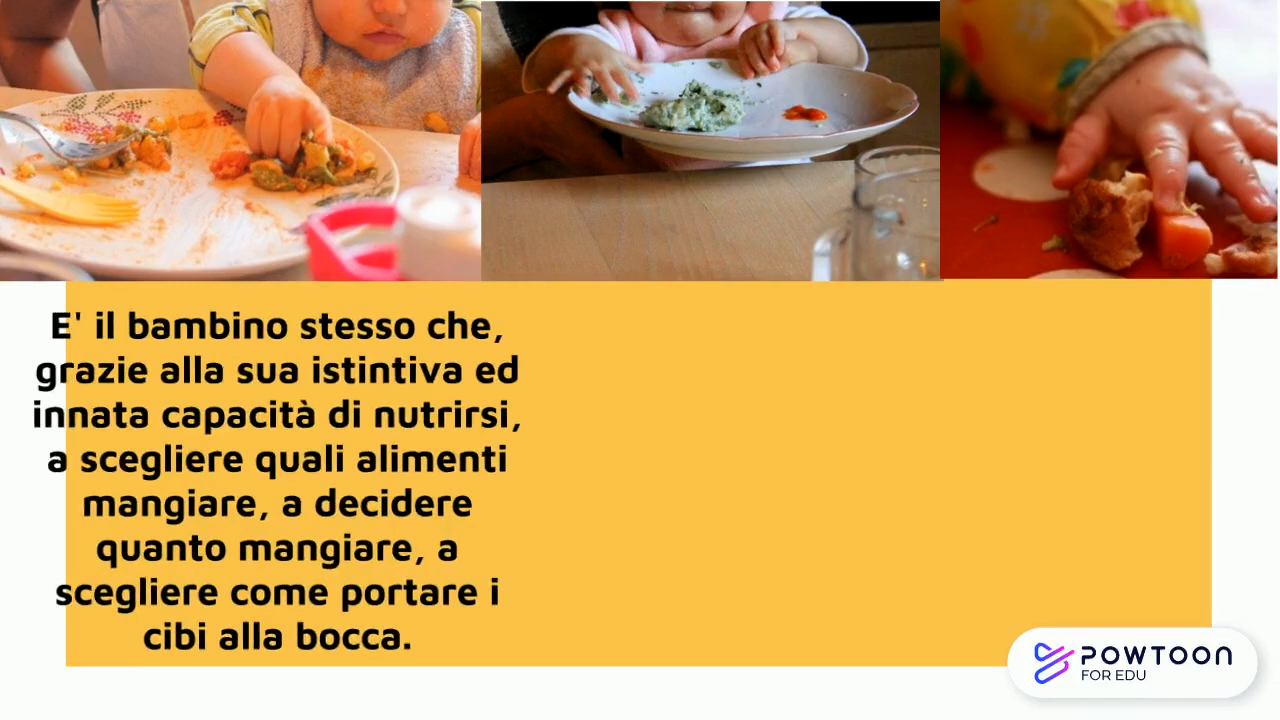 E' il bambino stesso che,
grazie alla sua istintiva ed
innata capacità di nutrirsi,
a scegliere quali alimenti
mangiare, a decidere
quanto mangiare, a
scegliere come portare i
cibi alla bocca.
POWTOON
FOR EDU